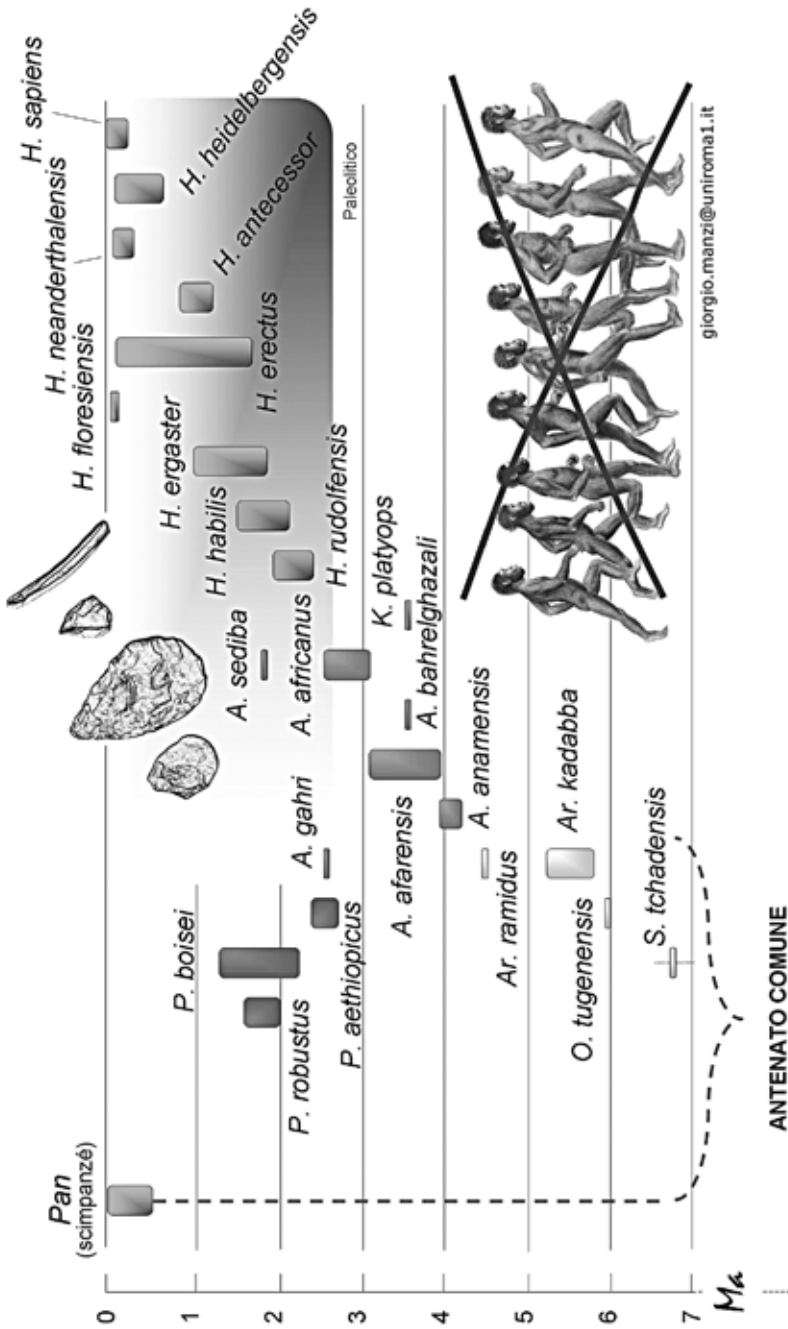 Pan
(scimpanzé)
P. boisei
P. robustus
P. aethiopicus
A. gahri
A. afarensis
A. sediba
A. africanus
K. platyops
A. bahrelghazali
A. anamensis
Ar. ramidus
Ar. kadabba
O. tugenensis
S. tchadensis
H. habilis
H. rudolfensis
H. ergaster
H. erectus
H. floresiensis
H. neanderthalensis
H. antecessor
H. heidelbergensis
H. sapiens
Paleolitico
0
1
2
3
4
5
6
7
Ma
ANTENATO COMUNE
giorgio.manzi@uniroma1.it